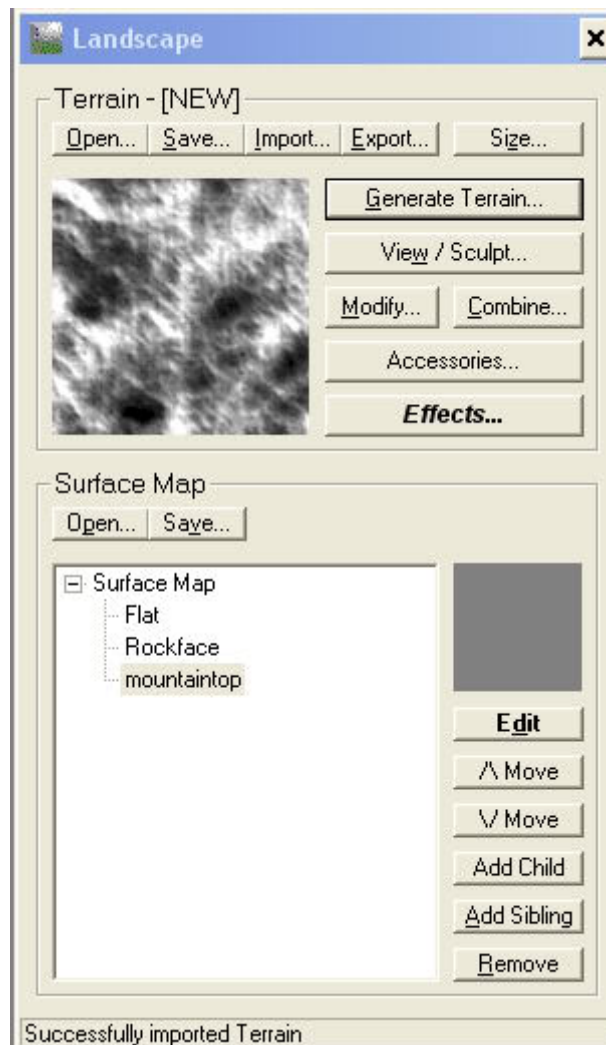 Landscape
Terrain - [NEW]
Open... Save... Import... Export... Size...
Generate Terrain...
View / Sculpt...
Modify... Combine...
Accessories...
Effects...
Surface Map
Open... Save...
Surface Map
Flat
Rockface
mountaintop
Edit
/\ Move
\/ Move
Add Child
Add Sibling
Remove
Successfully imported Terrain